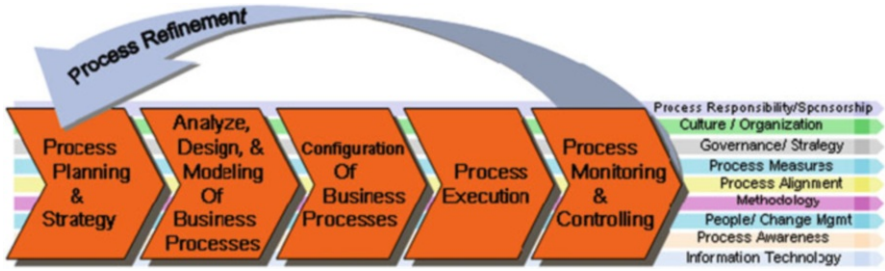 Process Refinement
Process
Planning
&
Strategy
Analyze,
Design, &
Modeling
Of
Business
Processes
Configuration
Of
Business
Processes
Process
Execution
Process
Monitoring
&
Controlling
Process Responsibility/Sponsorship
Culture / Organization
Governance/ Strategy
Process Measures
Process Alignment
Methodology
People/ Change Mgmt
Process Awareness
Information Technology